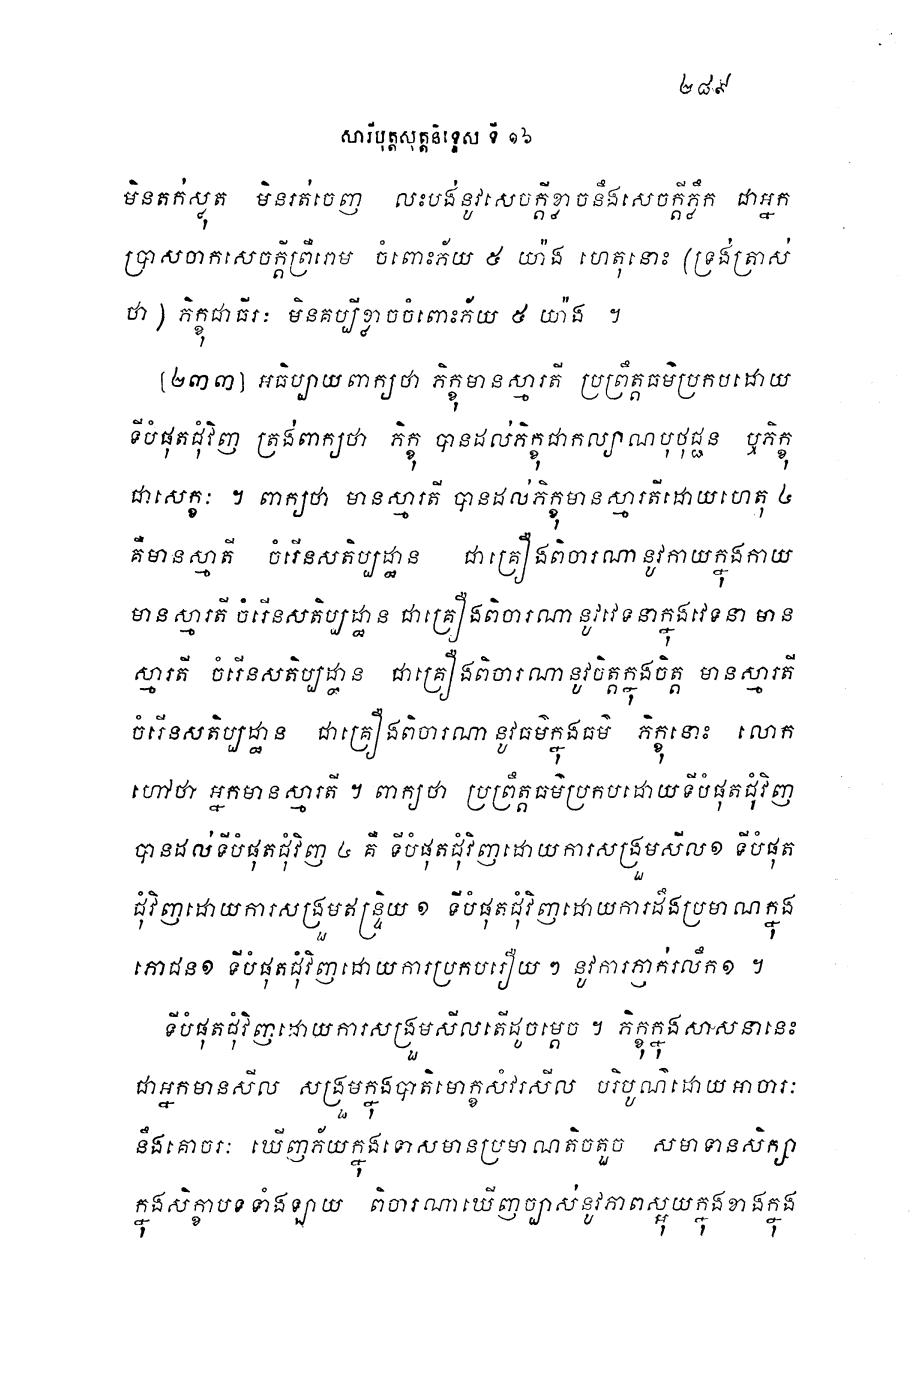 ២៨៩
សារីបុត្តសុត្តនិទ្ទេស ទី ១៦
មិនតក់ស្លុត មិនរត់ចេញ លះបង់នូវសេចក្តីខ្លាចនឹងសេចក្តីភ្ញឹក ជាអ្នក
ប្រាសចាកសេចក្តីព្រឺរោម ចំពោះភ័យ ៥ យ៉ាង ហេតុនោះ (ទ្រង់ត្រាស់
ថា ) ភិក្ខុជាធីរៈ មិនគប្បីខ្លាចចំពោះភ័យ ៥ យ៉ាង ។
[២៣៣] អធិប្បាយពាក្យថា ភិក្ខុមានស្មារតី ប្រព្រឹត្តធម៌ប្រកបដោយ
ទីបំផុតជុំវិញ ត្រង់ពាក្យថា ភិក្ខុ បានដល់ភិក្ខុជាកល្យាណបុថុជ្ជន ឬភិក្ខុ
ជាសេក្ខៈ ។ ពាក្យថា មានស្មារតី បានដល់ភិក្ខុមានស្មារតីដោយហេតុ ៤
គឺមានស្មាតី ចំរើនសតិប្បដ្ឋាន ជាគ្រឿងពិចារណានូវកាយក្នុងកាយ
មានស្មារតី ចំរើនសតិប្បដ្ឋាន ជាគ្រឿងពិចារណានូវវេទនាក្នុងវេទនា មាន
ស្មារតី ចំរើនសតិប្បដ្ឋាន ជាគ្រឿងពិចារណានូវចិត្តក្នុងចិត្ត មានស្មារតី
ចំរើនសតិប្បដ្ឋាន ជាគ្រឿងពិចារណានូវធម៌ក្នុងធម៌ ភិក្ខុនោះ លោក
ហៅថា អ្នកមានស្មារតី ។ ពាក្យថា ប្រព្រឹត្តធម៌ប្រកបដោយទីបំផុតជុំវិញ
បានដល់ទីបំផុតជុំវិញ ៤ គឺ ទីបំផុតជុំវិញដោយការសង្រួមសីល១ ទីបំផុត
ជុំវិញដោយការសង្រួមឥន្ទ្រិយ ១ ទីបំផុតជុំវិញដោយការដឹងប្រមាណក្នុង
ភោជន១ ទីបំផុតជុំវិញដោយការប្រកបរឿយ ៗ នូវការភ្ញាក់រលឹក១ ។
ទីបំផុតជុំវិញដោយការសង្រួមសីលតើដូចម្តេច ។ ភិក្ខុក្នុងសាសនានេះ
ជាអ្នកមានសីល សង្រួមក្នុងបាតិមោក្ខសំវរសីល បរិបូណ៌ដោយអាចារៈ
នឹងគោចរៈ ឃើញភ័យក្នុងទោសមានប្រមាណតិចតួច សមាទានសិក្សា
ក្នុងសិក្ខាបទទាំងឡាយ ពិចារណាឃើញច្បាស់នូវភាពស្អុយក្នុងខាងក្នុង